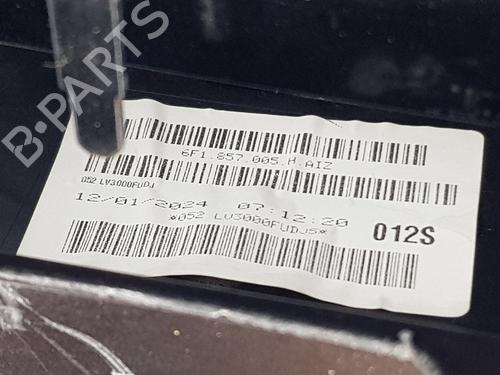 B-PARTS
6F1.857.005.H.AIZ
052 LV3000FUDJ
12/01/2024 07:12:20
*052 LV3000FUDJS*
012S